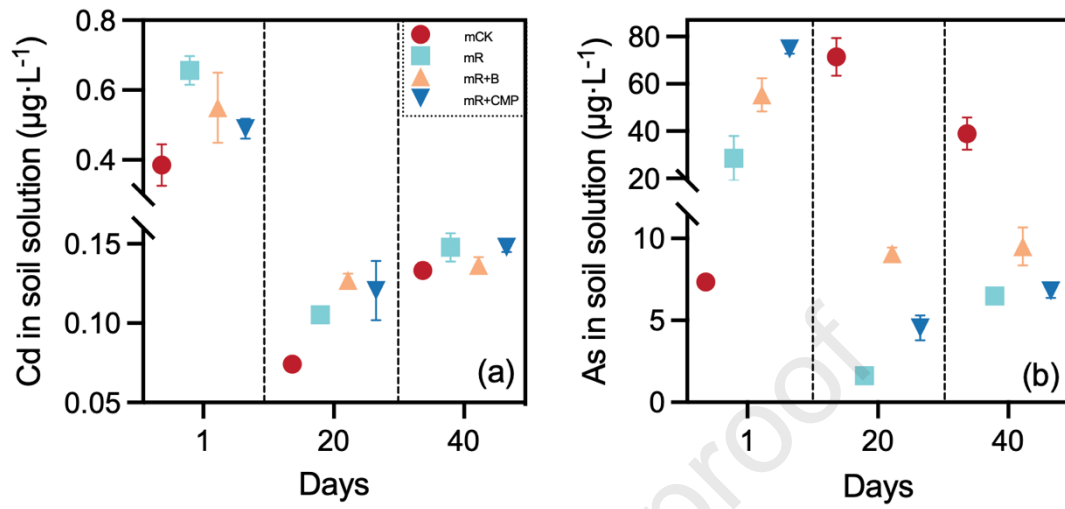 Cd in soil solution (µg·L⁻¹)
0.8
0.6
0.4
0.15
0.10
0.05
mCK
mR
mR+B
mR+CMP
(a)
1 20 40
Days
As in soil solution (µg·L⁻¹)
80
60
40
20
10
5
0
(b)
1 20 40
Days
proof